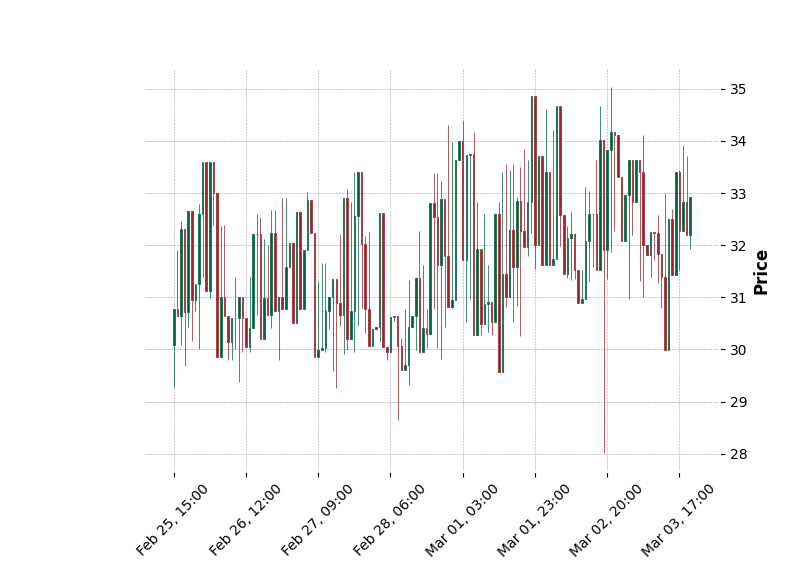 35
34
33
32
31
30
29
28
Price
Feb 25, 15:00
Feb 26, 12:00
Feb 27, 09:00
Feb 28, 06:00
Mar 01, 03:00
Mar 01, 23:00
Mar 02, 20:00
Mar 03, 17:00